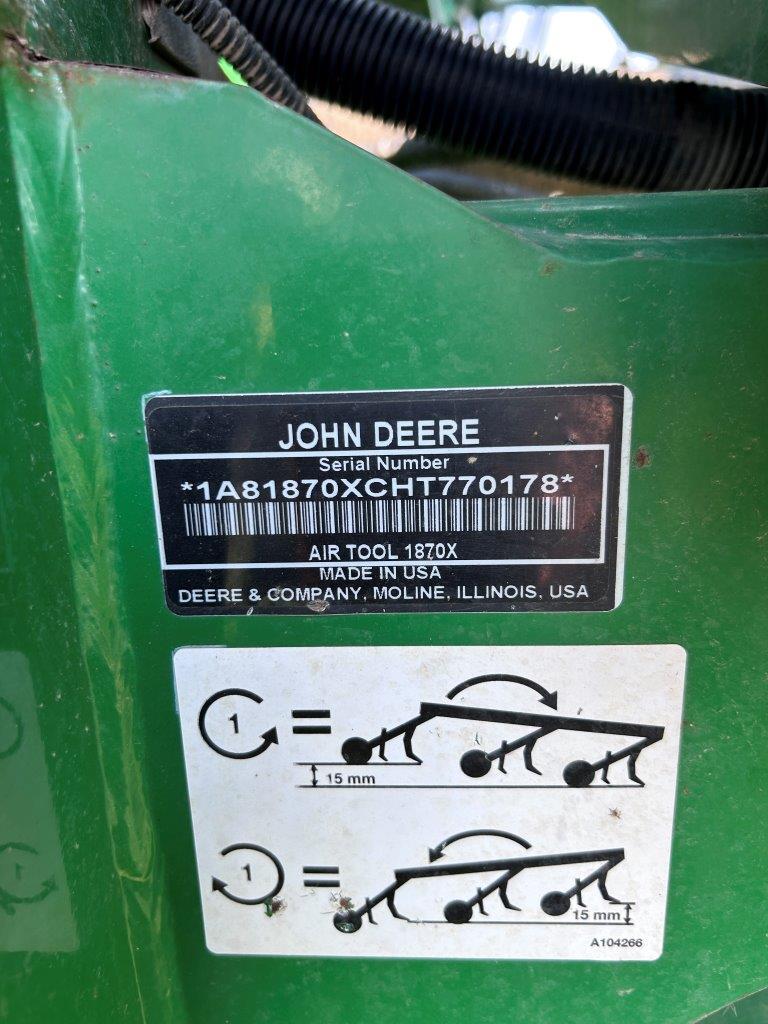 JOHN DEERE
Serial Number
*1A81870XCHT770178*
AIR TOOL 1870X
MADE IN USA
DEERE & COMPANY, MOLINE, ILLINOIS, USA
1 =
15 mm
1 =
15 mm
A104266